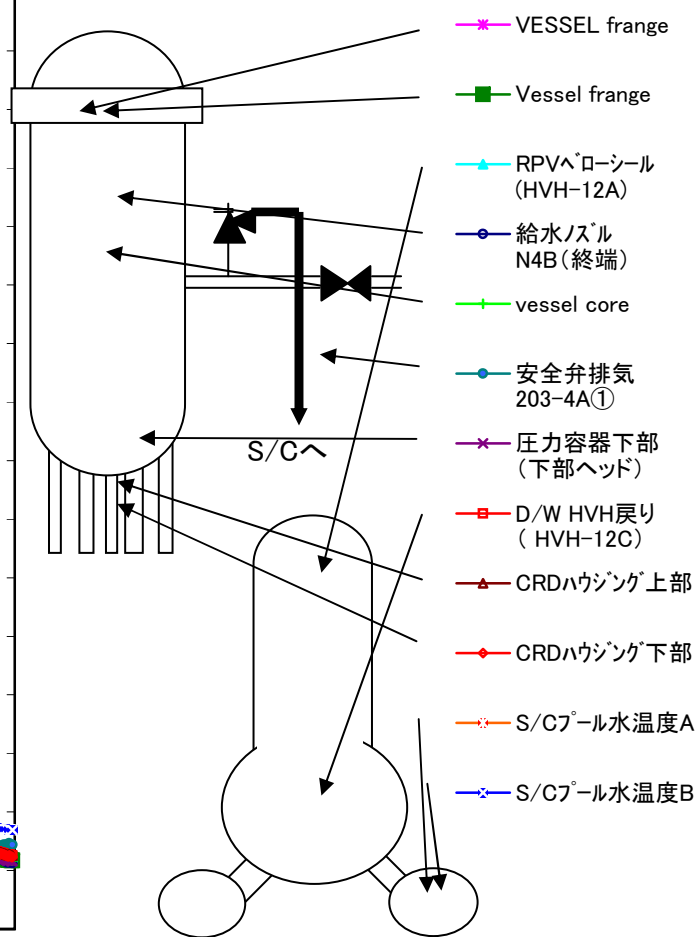 VESSEL frange
Vessel frange
RPVベローシール
(HVH-12A)
給水ノズル
N4B(終端)
vessel core
安全弁排気
203-4A①
圧力容器下部
(下部ヘッド)
D/W HVH戻り
( HVH-12C)
CRDハウジング上部
CRDハウジング下部
S/Cプール水温度A
S/Cプール水温度B
S/Cへ